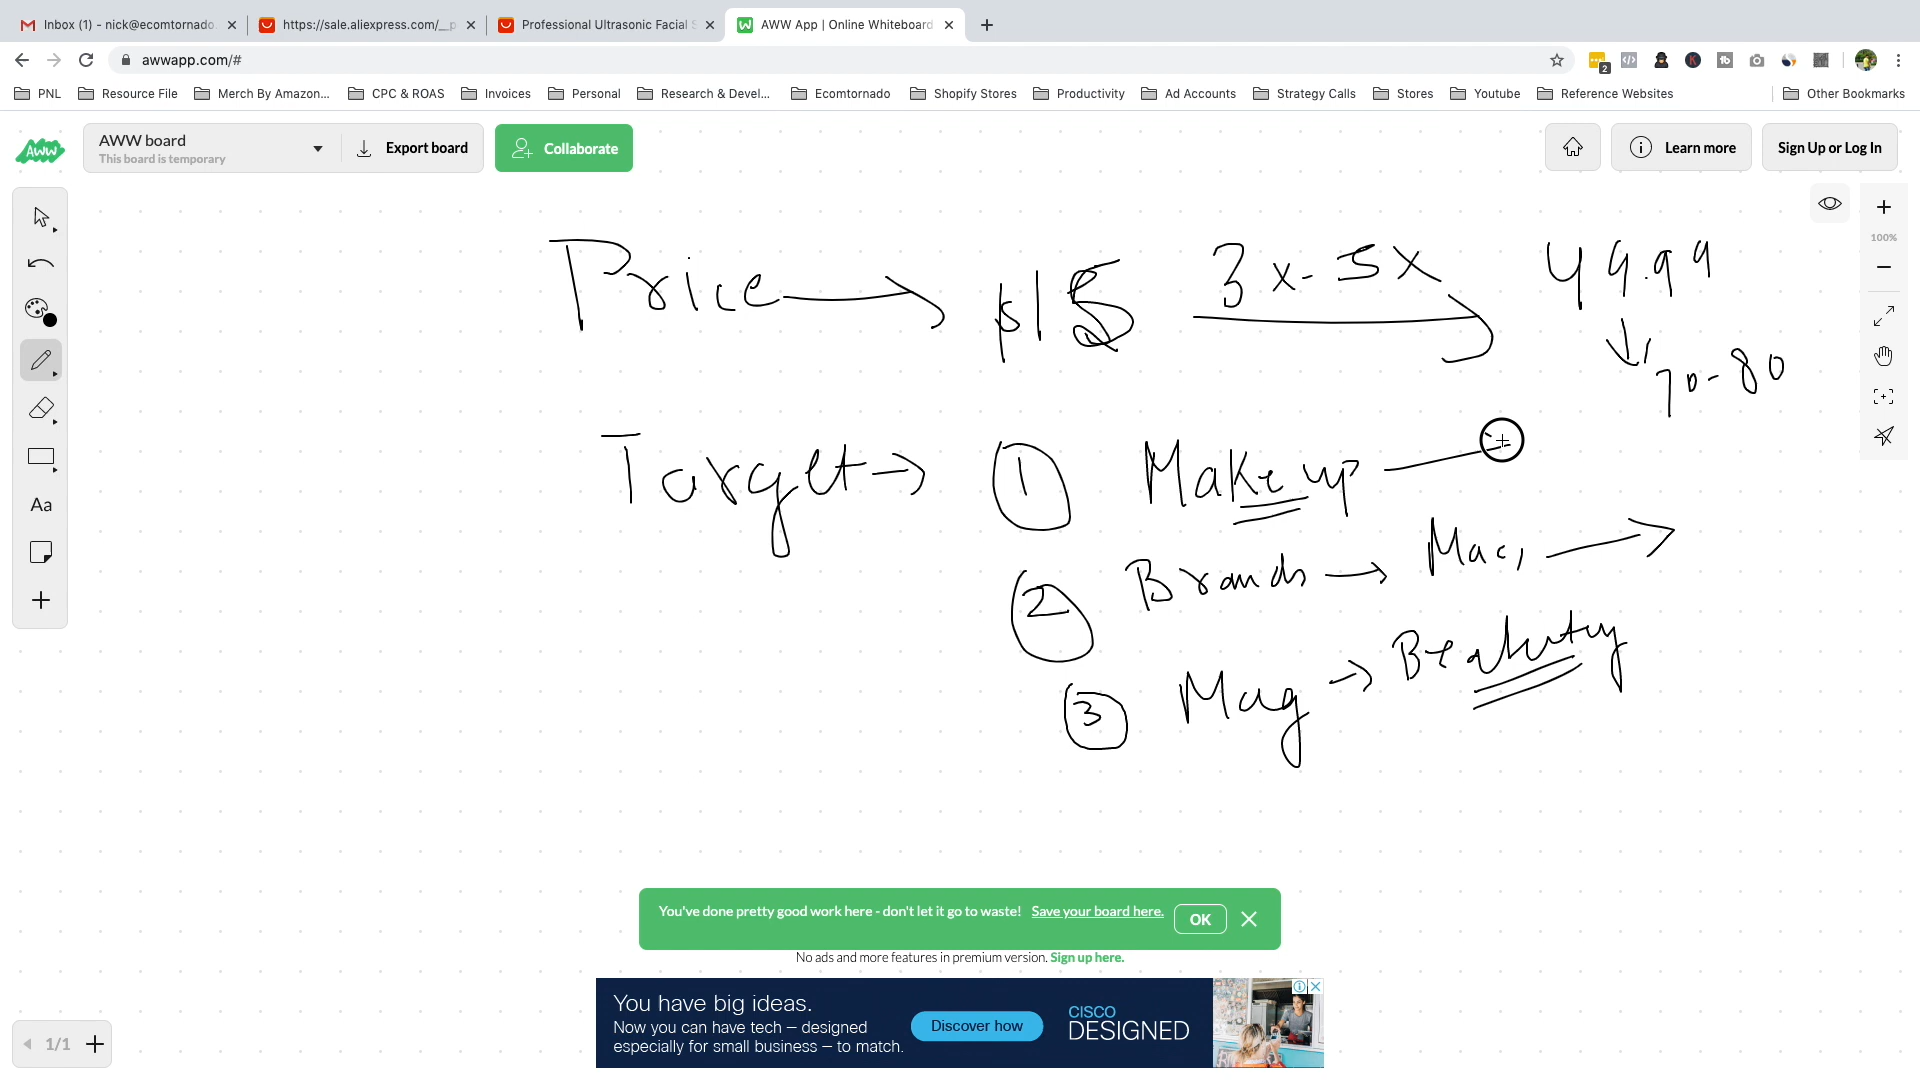 Inbox (1) - nick@ecomtornado.
https://sale.aliexpress.com/__p
Professional Ultrasonic Facial S
AWW App | Online Whiteboard
awwapp.com/#
2
PNL
Resource File
Merch By Amazon...
CPC & ROAS
Invoices
Personal
Research & Devel...
Ecomtornado
Shopify Stores
Productivity
Ad Accounts
Strategy Calls
Stores
Youtube
Reference Websites
Other Bookmarks
AWW
AWW board
This board is temporary
Export board
Collaborate
Learn more
Sign Up or Log In
100%
Price → $15 3x-5x 49.99
70-80
Target → 1 Makeup
2 Brands → Mac,
3 Mag → Beauty
Aa
You've done pretty good work here - don't let it go to waste! Save your board here.
OK
No ads and more features in premium version. Sign up here.
You have big ideas.
Now you can have tech — designed
especially for small business — to match.
Discover how
CISCO
DESIGNED
1/1